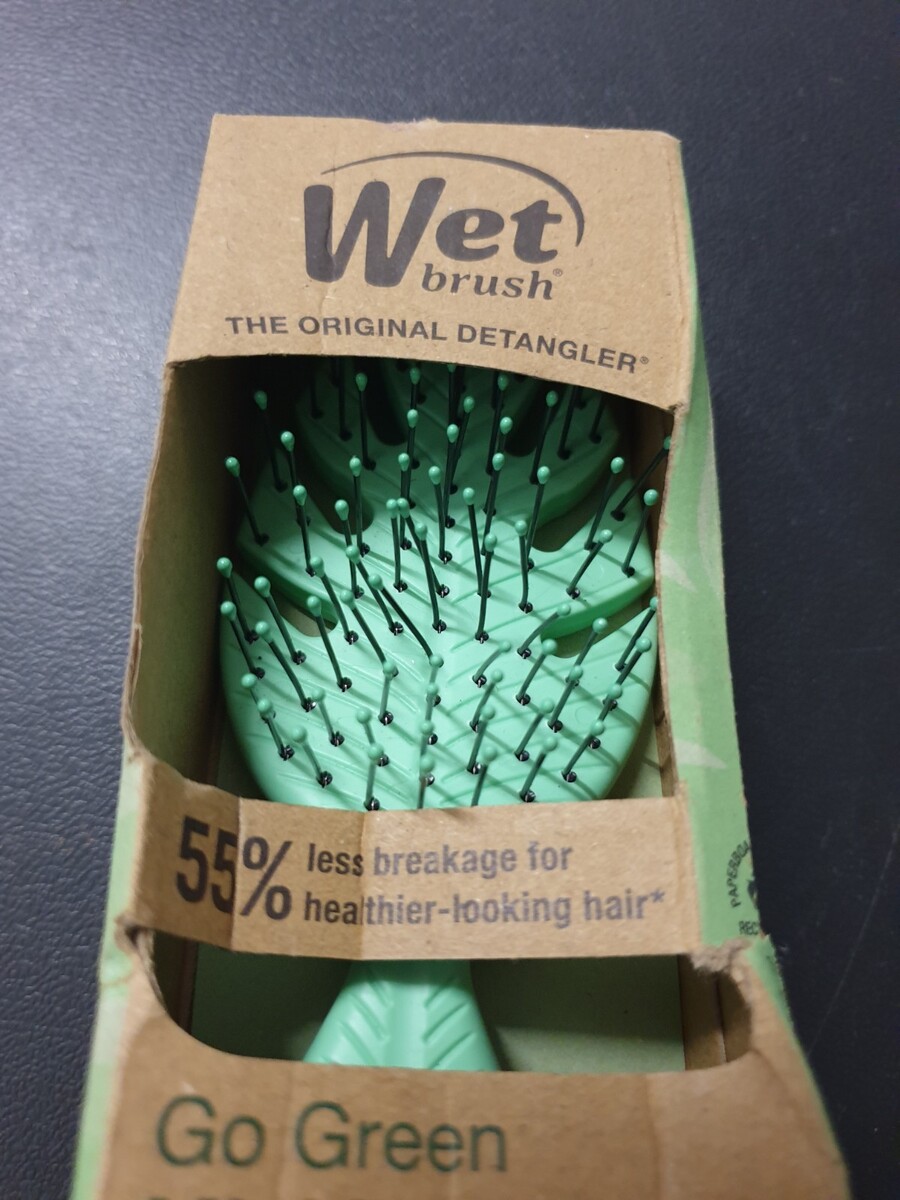 Wet
brush®
THE ORIGINAL DETANGLER®
55% less breakage for
healthier-looking hair*
Go Green